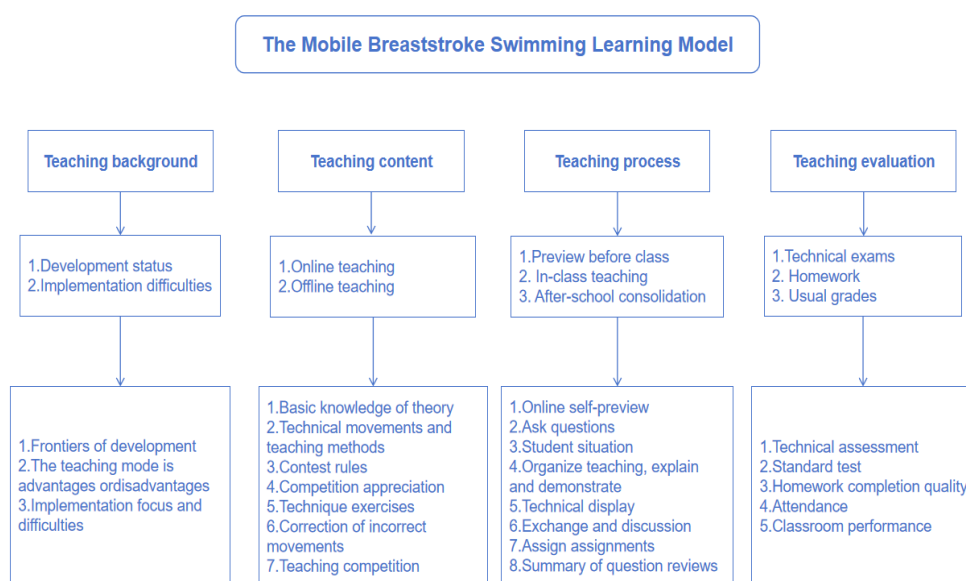 The Mobile Breaststroke Swimming Learning Model
Teaching background
Teaching content
Teaching process
Teaching evaluation
1.Development status
2.Implementation difficulties
1.Online teaching
2.Offline teaching
1.Preview before class
2. In-class teaching
3. After-school consolidation
1.Technical exams
2. Homework
3. Usual grades
1.Frontiers of development
2.The teaching mode is
advantages ordisadvantages
3.Implementation focus and
difficulties
1.Basic knowledge of theory
2.Technical movements and
teaching methods
3.Contest rules
4.Competition appreciation
5.Technique exercises
6.Correction of incorrect
movements
7.Teaching competition
1.Online self-preview
2.Ask questions
3.Student situation
4.Organize teaching, explain
and demonstrate
5.Technical display
6.Exchange and discussion
7.Assign assignments
8.Summary of question reviews
1.Technical assessment
2.Standard test
3.Homework completion quality
4.Attendance
5.Classroom performance